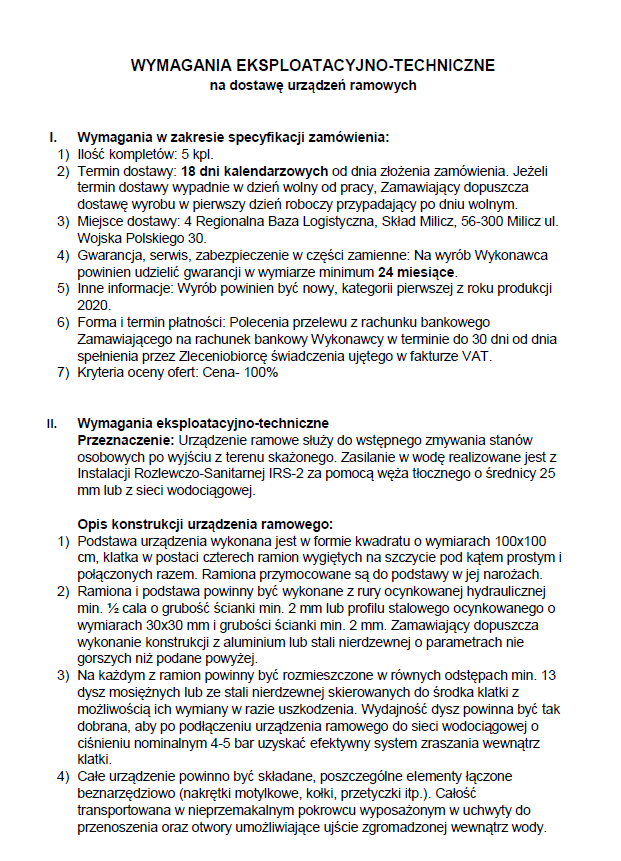 WYMAGANIA EKSPLOATACYJNO-TECHNICZNE
na dostawę urządzeń ramowych
I. Wymagania w zakresie specyfikacji zamówienia:
1) Ilość kompletów: 5 kpl.
2) Termin dostawy: 18 dni kalendarzowych od dnia złożenia zamówienia. Jeżeli
termin dostawy wypadnie w dzień wolny od pracy, Zamawiający dopuszcza
dostawę wyrobu w pierwszy dzień roboczy przypadający po dniu wolnym.
3) Miejsce dostawy: 4 Regionalna Baza Logistyczna, Skład Milicz, 56-300 Milicz ul.
Wojska Polskiego 30.
4) Gwarancja, serwis, zabezpieczenie w części zamienne: Na wyrób Wykonawca
powinien udzielić gwarancji w wymiarze minimum 24 miesiące.
5) Inne informacje: Wyrób powinien być nowy, kategorii pierwszej z roku produkcji
2020.
6) Forma i termin płatności: Polecenia przelewu z rachunku bankowego
Zamawiającego na rachunek bankowy Wykonawcy w terminie do 30 dni od dnia
spełnienia przez Zleceniobiorcę świadczenia ujętego w fakturze VAT.
7) Kryteria oceny ofert: Cena- 100%
II. Wymagania eksploatacyjno-techniczne
Przeznaczenie: Urządzenie ramowe służy do wstępnego zmywania stanów
osobowych po wyjściu z terenu skażonego. Zasilanie w wodę realizowane jest z
Instalacji Rozlewczo-Sanitarnej IRS-2 za pomocą węża tłocznego o średnicy 25
mm lub z sieci wodociągowej.
Opis konstrukcji urządzenia ramowego:
1) Podstawa urządzenia wykonana jest w formie kwadratu o wymiarach 100x100
cm, klatka w postaci czterech ramion wygiętych na szczycie pod kątem prostym i
połączonych razem. Ramiona przymocowane są do podstawy w jej narożach.
2) Ramiona i podstawa powinny być wykonane z rury ocynkowanej hydraulicznej
min. ½ cala o grubość ścianki min. 2 mm lub profilu stalowego ocynkowanego o
wymiarach 30x30 mm i grubości ścianki min. 2 mm. Zamawiający dopuszcza
wykonanie konstrukcji z aluminium lub stali nierdzewnej o parametrach nie
gorszych niż podane powyżej.
3) Na każdym z ramion powinny być rozmieszczone w równych odstępach min. 13
dysz mosiężnych lub ze stali nierdzewnej skierowanych do środka klatki z
możliwością ich wymiany w razie uszkodzenia. Wydajność dysz powinna być tak
dobrana, aby po podłączeniu urządzenia ramowego do sieci wodociągowej o
ciśnieniu nominalnym 4-5 bar uzyskać efektywny system zraszania wewnątrz
klatki.
4) Całe urządzenie powinno być składane, poszczególne elementy łączone
beznarzędziowo (nakrętki motylkowe, kołki, przetyczki itp.). Całość
transportowana w nieprzemakalnym pokrowcu wyposażonym w uchwyty do
przenoszenia oraz otwory umożliwiające ujście zgromadzonej wewnątrz wody.